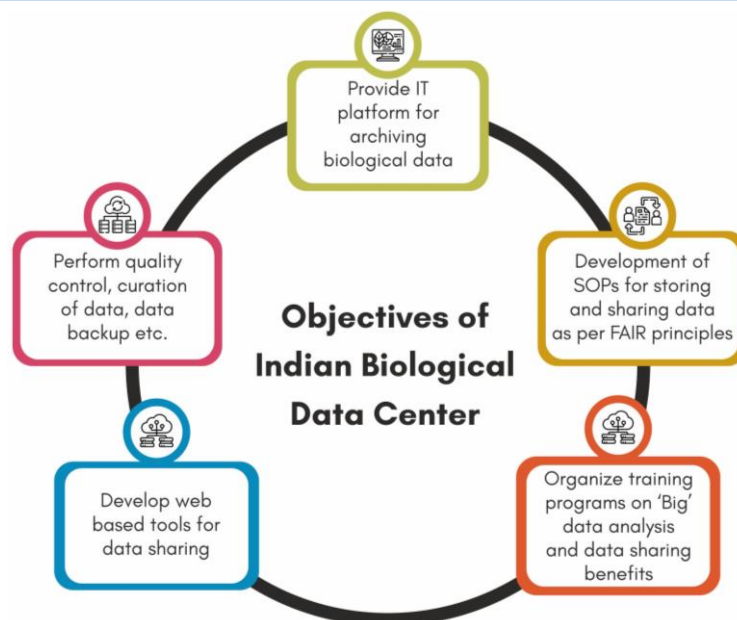 Provide IT
platform for
archiving
biological data
Perform quality
control, curation
of data, data
backup etc.
Development of
SOPs for storing
and sharing data
as per FAIR principles
Objectives of
Indian Biological
Data Center
Develop web
based tools for
data sharing
Organize training
programs on ‘Big’
data analysis
and data sharing
benefits